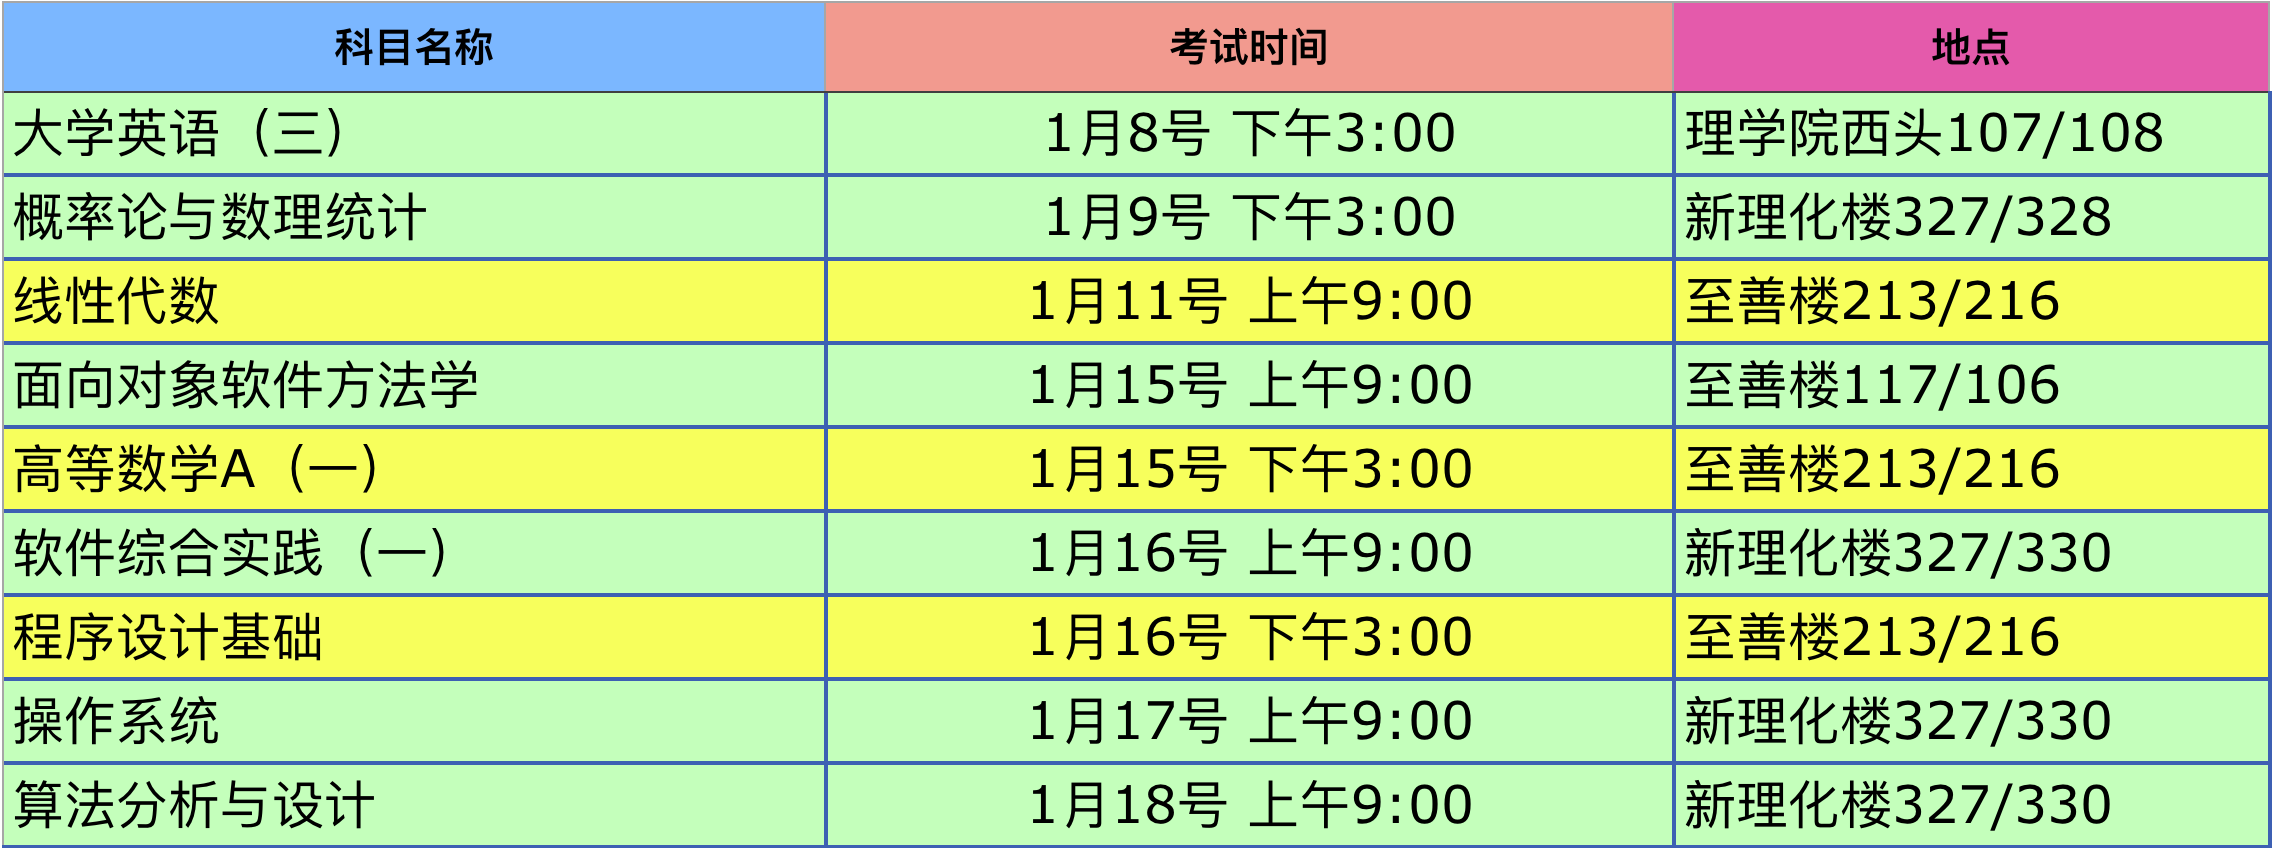 科目名称 考试时间 地点
大学英语（三） 1月8号 下午3:00 理学院西头107/108
概率论与数理统计 1月9号 下午3:00 新理化楼327/328
线性代数 1月11号 上午9:00 至善楼213/216
面向对象软件方法学 1月15号 上午9:00 至善楼117/106
高等数学A（一） 1月15号 下午3:00 至善楼213/216
软件综合实践（一） 1月16号 上午9:00 新理化楼327/330
程序设计基础 1月16号 下午3:00 至善楼213/216
操作系统 1月17号 上午9:00 新理化楼327/330
算法分析与设计 1月18号 上午9:00 新理化楼327/330